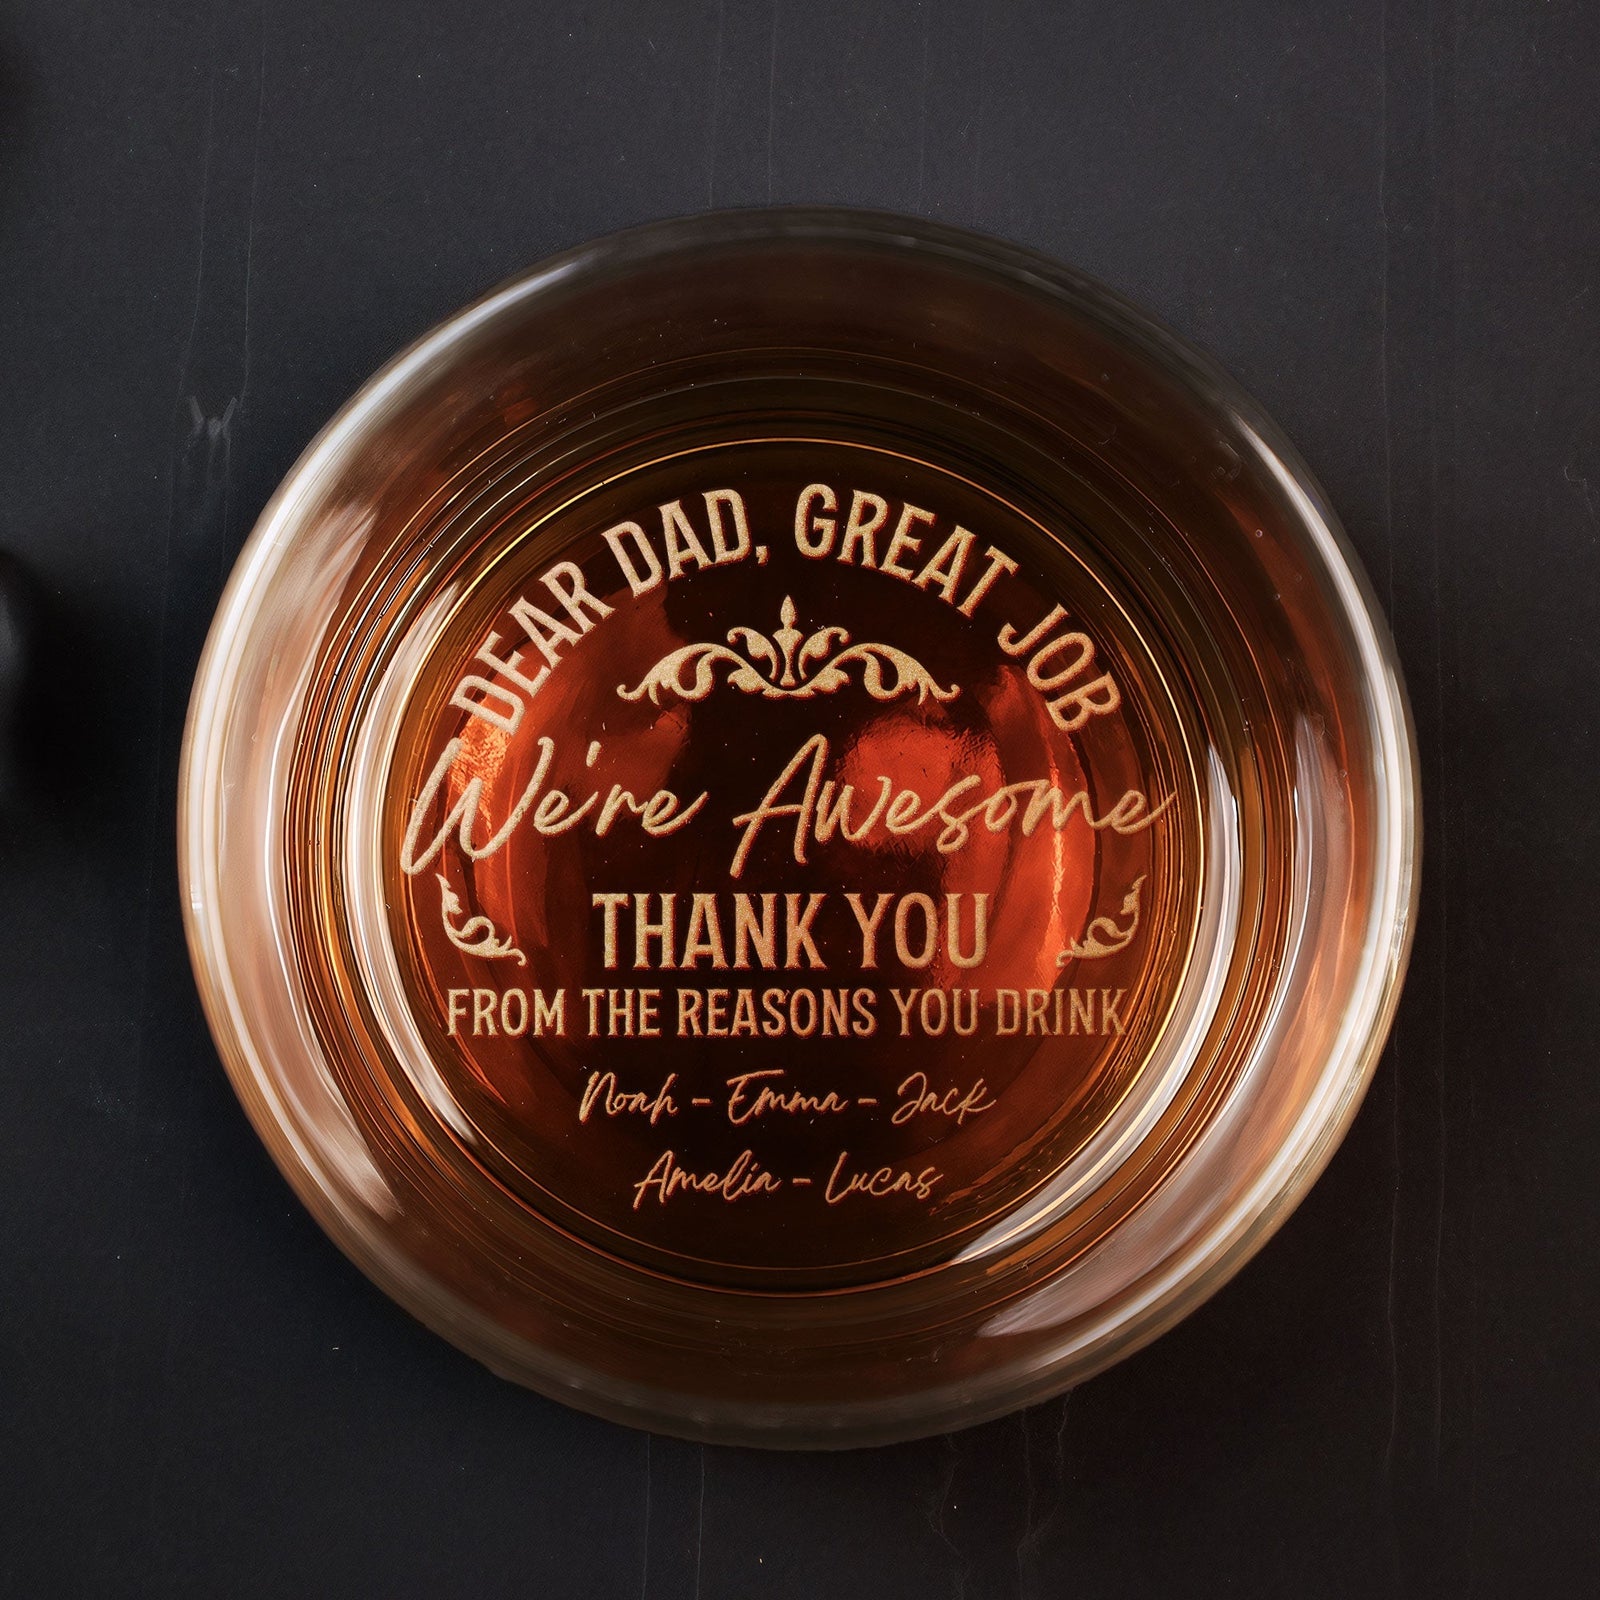 DEAR DAD, GREAT JOB
We're Awesome
THANK YOU
FROM THE REASONS YOU DRINK
Noah - Emma - Jack
Amelia - Lucas